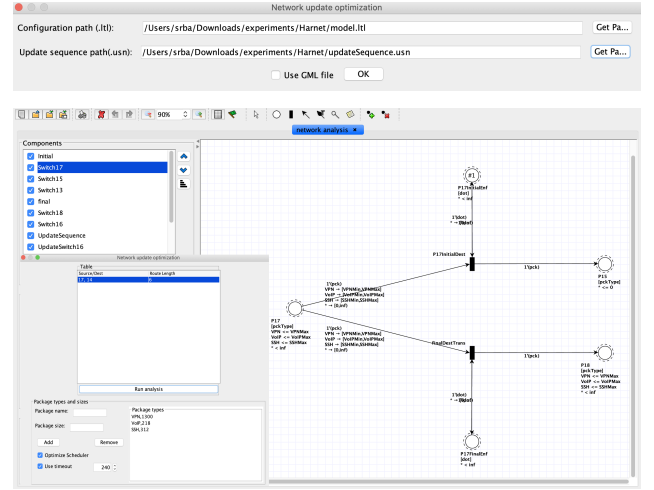 Network update optimization
Configuration path (.ltl):
/Users/srba/Downloads/experiments/Harnet/model.ltl
Get Pa...
Update sequence path(.usn):
/Users/srba/Downloads/experiments/Harnet/updateSequence.usn
Get Pa...
Use GML file
OK
90%
network analysis
Components
Initial
Switch17
Switch15
Switch13
final
Switch18
Switch16
UpdateSequence
UpdateSwitch16
Network update optimization
Table
Source/Dest
Route Length
17, 14
6
Run analysis
Package types and sizes
Package name:
Package size:
Add
Remove
Optimize Scheduler
Use timeout
240
Package types
VPN,1300
VoIP,218
SSH,312
#1
P17InitialEnf
[dot]
* < inf
1'(dot)
P17InitialDest
1'(pck)
P15
[pckType]
* <= 0
1'(pck)
VPN → [VPNMin,VPNMax]
VoIP → [VoIPMin,VoIPMax]
SSH → [SSHMin,SSHMax]
* → [0,inf)
P17
[pckType]
VPN <= VPNMax
VoIP <= VoIPMax
SSH <= SSHMax
* < inf
1'(pck)
VPN → [VPNMin,VPNMax]
VoIP → [VoIPMin,VoIPMax]
SSH → [SSHMin,SSHMax]
* → [0,inf)
FinalDestTrans
1'(pck)
P18
[pckType]
VPN <= VPNMax
VoIP <= VoIPMax
SSH <= SSHMax
* < inf
1'(dot)
P17FinalEnf
[dot]
* < inf